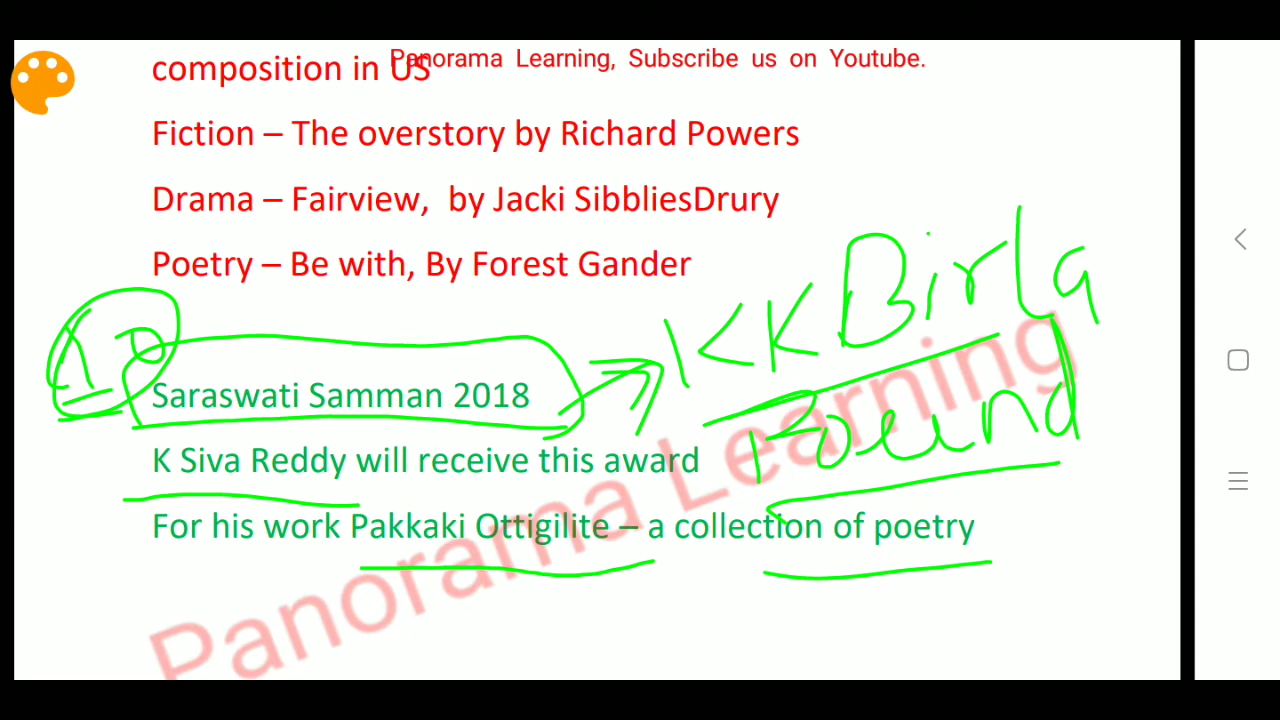 Panorama Learning, Subscribe us on Youtube.
composition in US
Fiction – The overstory by Richard Powers
Drama – Fairview, by Jacki SibbliesDrury
Poetry – Be with, By Forest Gander
KK Birla
Found
Saraswati Samman 2018
K Siva Reddy will receive this award
For his work Pakkaki Ottigilite – a collection of poetry
Panorama Learning